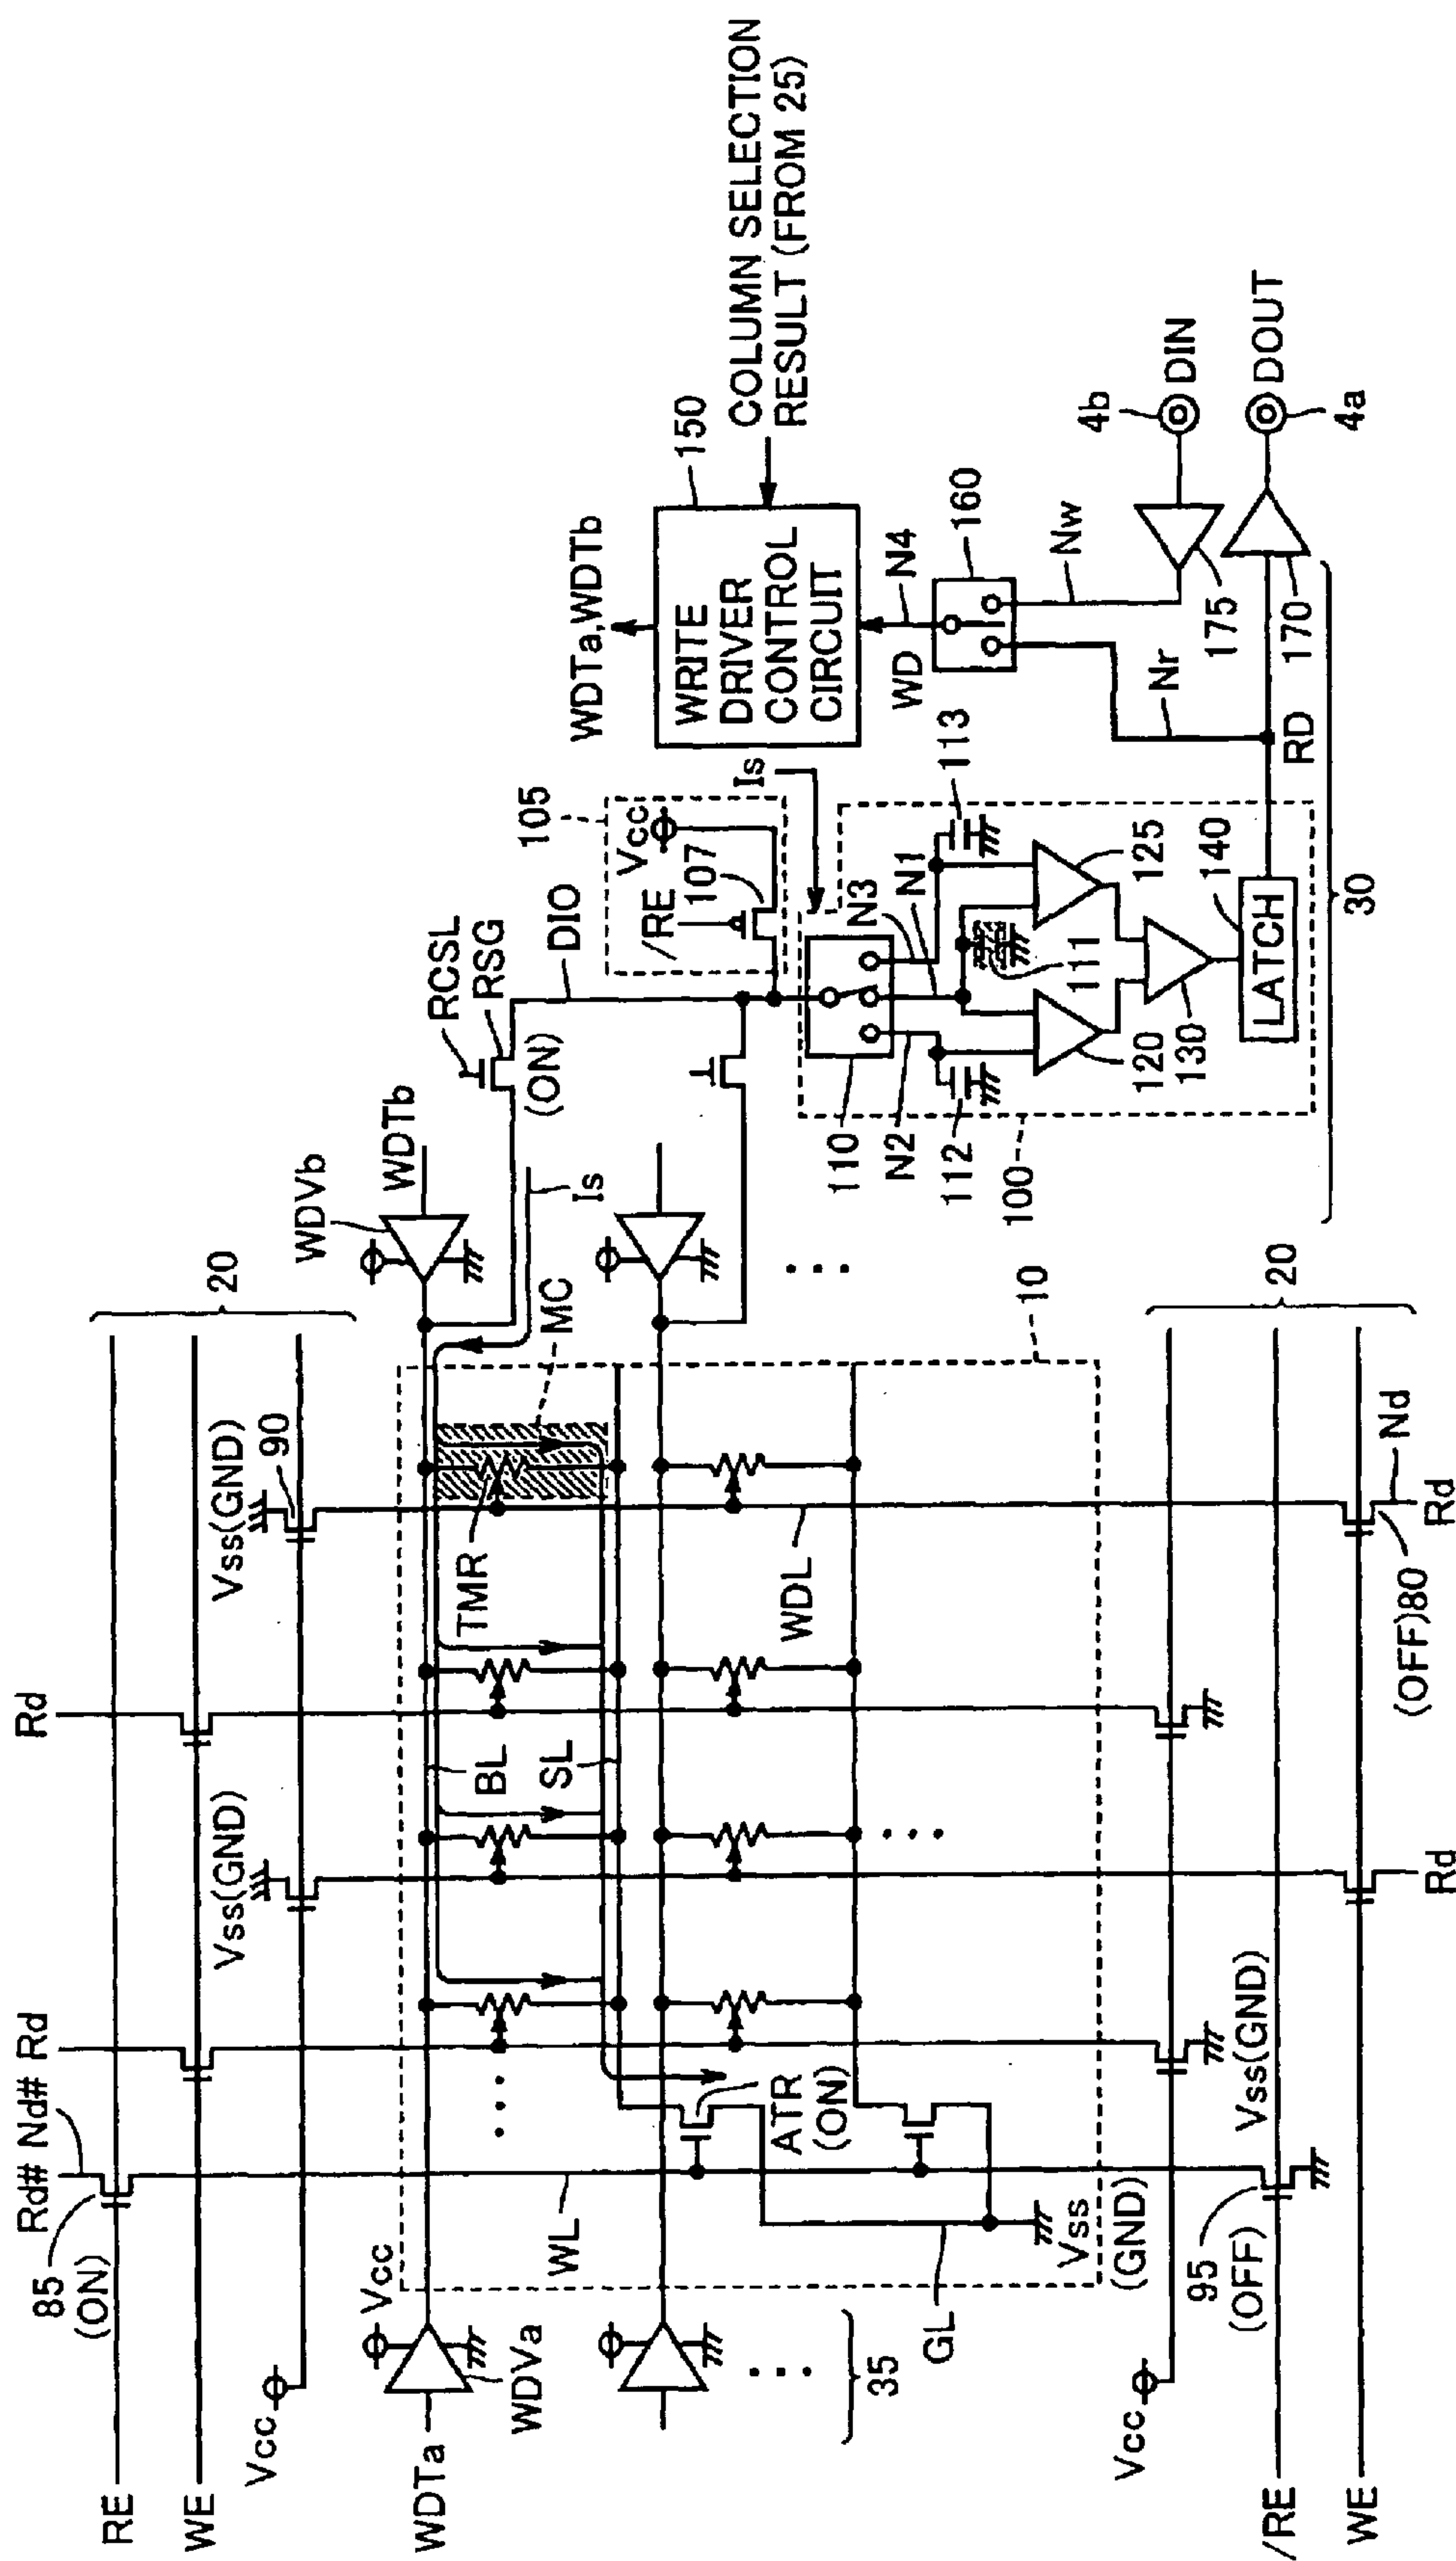 RE
WE
Vcc
WDTa
/RE
WE
Vcc
85
(ON)
Rd# Nd# Rd
Rd
Vss(GND)
Vss(GND)
90
20
WDVb
WDTb
RCSL
RSG
(ON)
DIO
105
Vcc
/RE
107
Is
WDTa,WDTb
WRITE
DRIVER
CONTROL
CIRCUIT
150
COLUMN SELECTION
RESULT (FROM 25)
Vcc
WDVa
WL
BL
SL
TMR
MC
Is
ATR
(ON)
WDL
10
35
GL
Vss
(GND)
Vss(GND)
95
(OFF)
Rd
(OFF)80
Nd
Rd
20
110
N2
112
100
N3
N1
111
113
120
125
130
LATCH
140
RD
30
Nr
Nw
WD
N4
160
175
170
4b
DIN
DOUT
4a